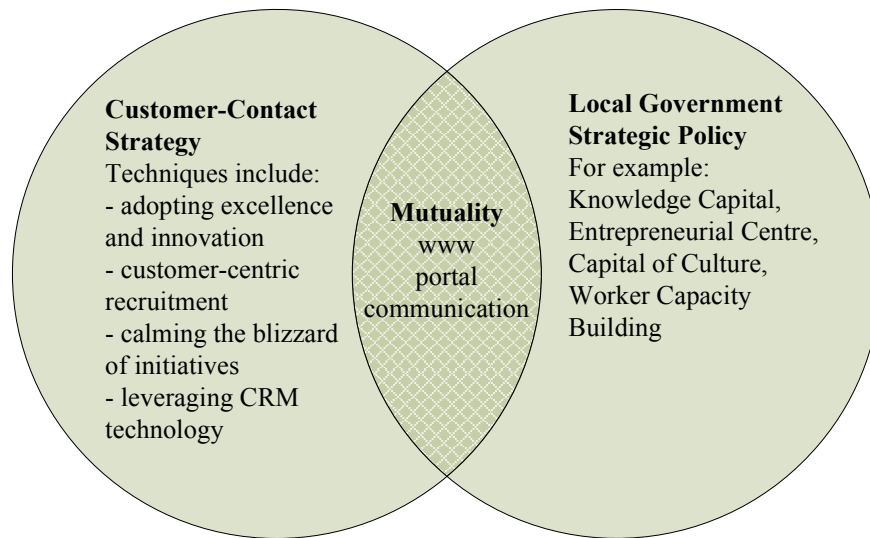 Customer-Contact
Strategy
Techniques include:
- adopting excellence
and innovation
- customer-centric
recruitment
- calming the blizzard
of initiatives
- leveraging CRM
technology
Mutuality
www
portal
communication
Local Government
Strategic Policy
For example:
Knowledge Capital,
Entrepreneurial Centre,
Capital of Culture,
Worker Capacity
Building